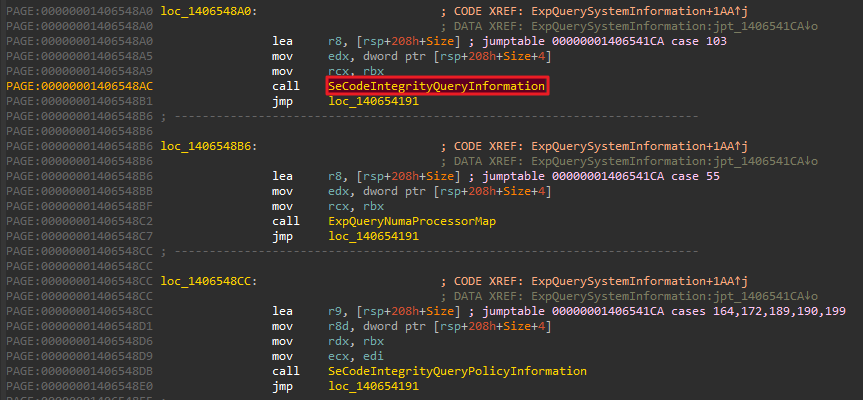 PAGE:00000001406548A0 loc_1406548A0: ; CODE XREF: ExpQuerySystemInformation+1AA↑j
PAGE:00000001406548A0 ; DATA XREF: ExpQuerySystemInformation:jpt_1406541CA↓o
PAGE:00000001406548A0 lea r8, [rsp+208h+Size] ; jumptable 00000001406541CA case 103
PAGE:00000001406548A5 mov edx, dword ptr [rsp+208h+Size+4]
PAGE:00000001406548A9 mov rcx, rbx
PAGE:00000001406548AC call SeCodeIntegrityQueryInformation
PAGE:00000001406548B1 jmp loc_140654191
PAGE:00000001406548B6 ; ---------------------------------------------------------------------------
PAGE:00000001406548B6
PAGE:00000001406548B6 loc_1406548B6: ; CODE XREF: ExpQuerySystemInformation+1AA↑j
PAGE:00000001406548B6 ; DATA XREF: ExpQuerySystemInformation:jpt_1406541CA↓o
PAGE:00000001406548B6 lea r8, [rsp+208h+Size] ; jumptable 00000001406541CA case 55
PAGE:00000001406548BB mov edx, dword ptr [rsp+208h+Size+4]
PAGE:00000001406548BF mov rcx, rbx
PAGE:00000001406548C2 call ExpQueryNumaProcessorMap
PAGE:00000001406548C7 jmp loc_140654191
PAGE:00000001406548CC ; ---------------------------------------------------------------------------
PAGE:00000001406548CC
PAGE:00000001406548CC loc_1406548CC: ; CODE XREF: ExpQuerySystemInformation+1AA↑j
PAGE:00000001406548CC ; DATA XREF: ExpQuerySystemInformation:jpt_1406541CA↓o
PAGE:00000001406548CC lea r9, [rsp+208h+Size] ; jumptable 00000001406541CA cases 164,172,189,190,199
PAGE:00000001406548D1 mov r8d, dword ptr [rsp+208h+Size+4]
PAGE:00000001406548D6 mov rdx, rbx
PAGE:00000001406548D9 mov ecx, edi
PAGE:00000001406548DB call SeCodeIntegrityQueryPolicyInformation
PAGE:00000001406548E0 jmp loc_140654191